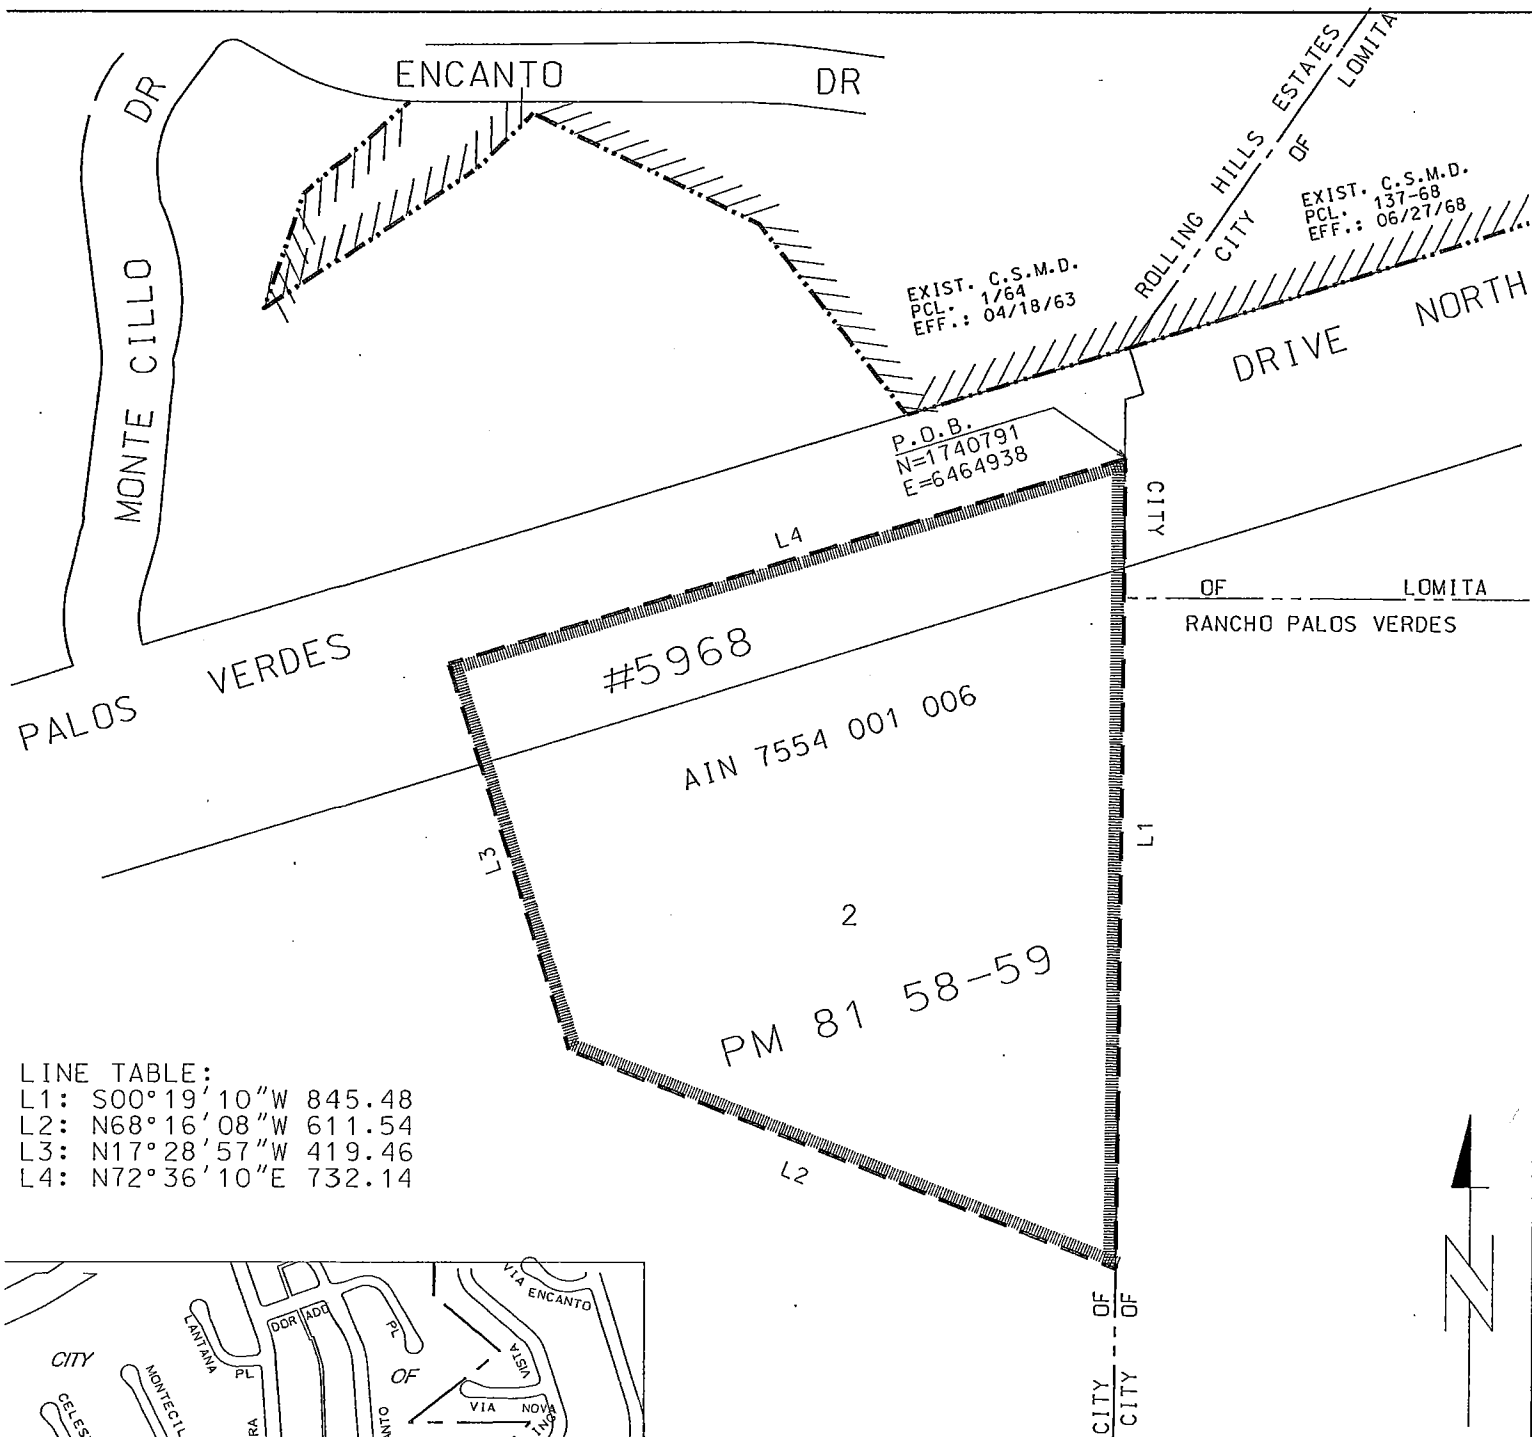 ENCANTO DR
DR
MONTE CILLO
ROLLING HILLS ESTATES
CITY OF LOMITA
EXIST. C.S.M.D.
PCL. 137-68
EFF.: 06/27/68
EXIST. C.S.M.D.
PCL. 1/64
EFF.: 04/18/63
PALOS VERDES DRIVE NORTH
P.O.B.
N=1740791
E=6464938
CITY
OF LOMITA
RANCHO PALOS VERDES
L4
#5968
AIN 7554 001 006
L3
L1
2
PM 81 58-59
L2
LINE TABLE:
L1: S00°19'10"W 845.48
L2: N68°16'08"W 611.54
L3: N17°28'57"W 419.46
L4: N72°36'10"E 732.14
N
CITY OF
CITY OF
VIA ENCANTO
LANTANA PL
DDR ADD
PL
CITY
OF
VISTA
VIA NOVA